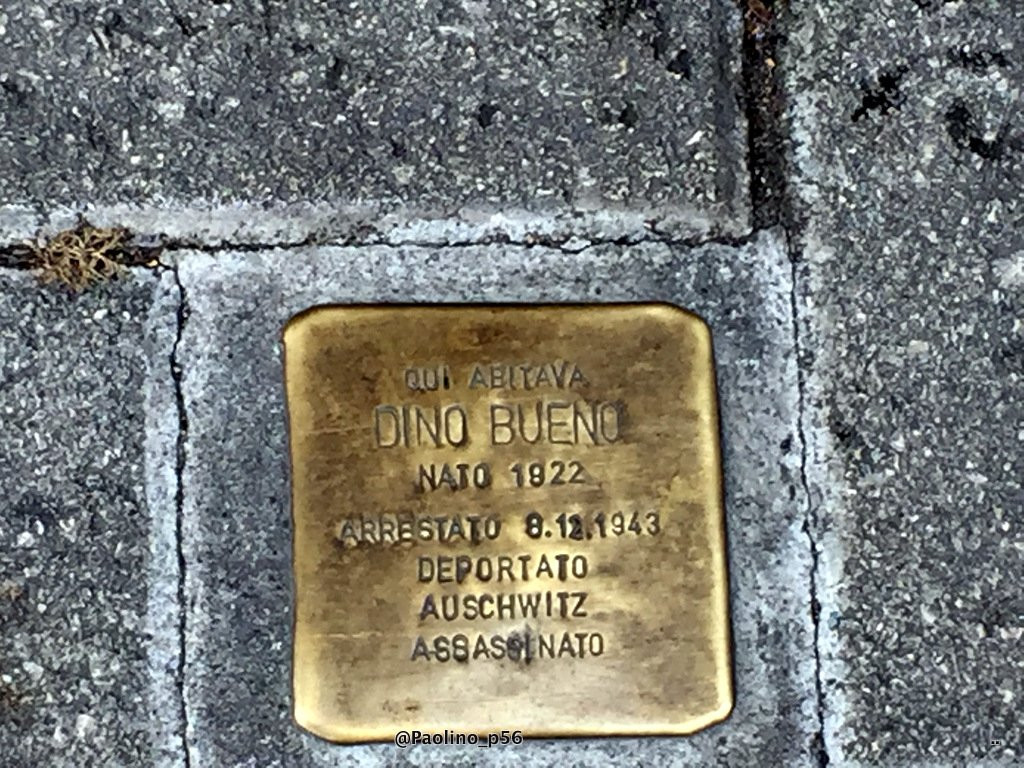 QUI ABITAVA
DINO BUENO
NATO 1922
ARRESTATO 8.12.1943
DEPORTATO
AUSCHWITZ
ASSASSINATO
@Paolino_p56